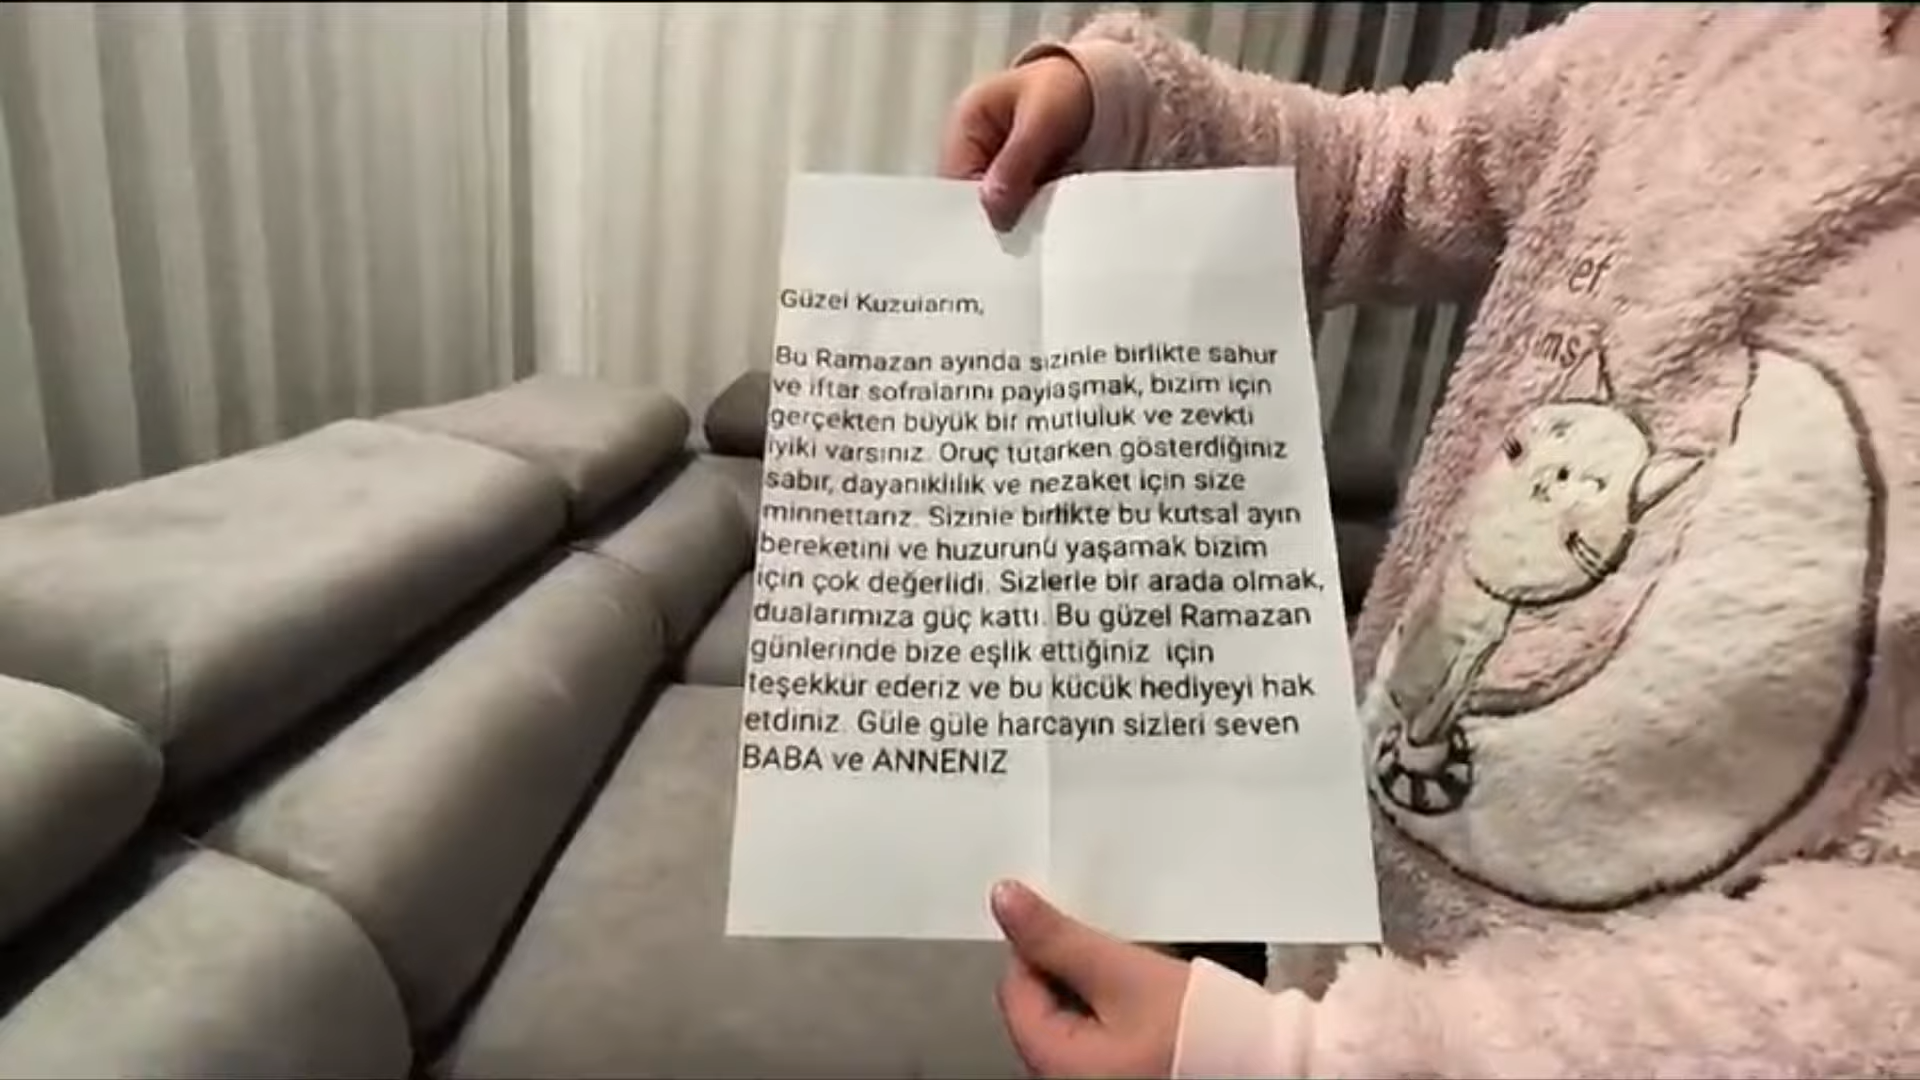 Güzel Kuzularım,
Bu Ramazan ayında sizinle birlikte sahur
ve iftar sofralarını paylaşmak, bizim için
gerçekten büyük bir mutluluk ve zevkti
iyiki varsınız. Oruç tutarken gösterdiğiniz
sabır, dayanıklılık ve nezaket için size
minnettarız. Sizinle birlikte bu kutsal ayın
bereketini ve huzurunu yaşamak bizim
için çok değerlidi. Sizlerle bir arada olmak,
dualarımıza güç kattı. Bu güzel Ramazan
günlerinde bize eşlik ettiğiniz için
teşekkür ederiz ve bu kücük hediyeyi hak
etdiniz. Güle güle harcayın sizleri seven
BABA ve ANNENIZ